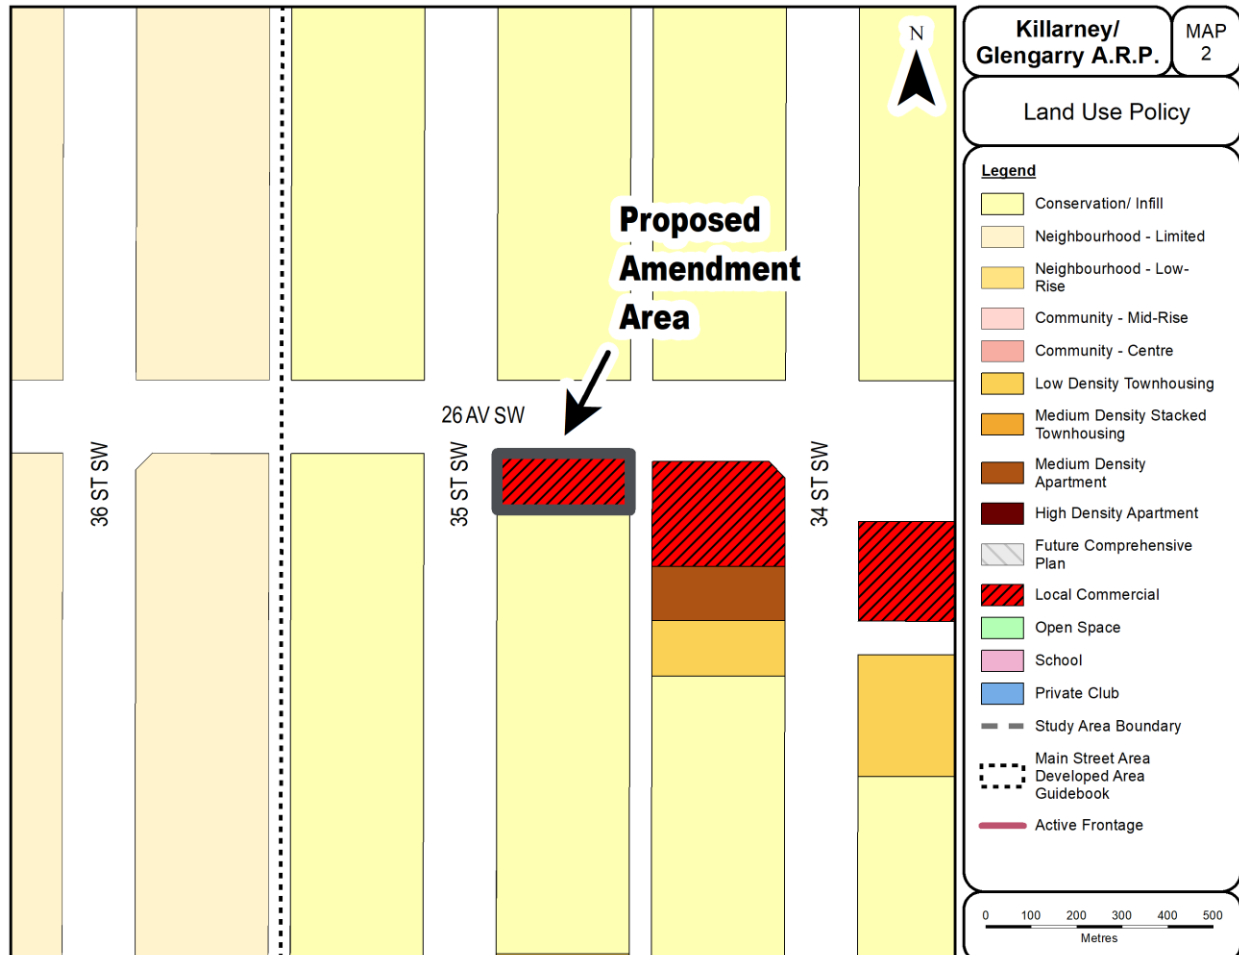 Killarney/
Glengarry A.R.P.
MAP
2
Land Use Policy
N
Proposed
Amendment
Area
26 AV SW
36 ST SW
35 ST SW
34 ST SW
Legend
Conservation/ Infill
Neighbourhood - Limited
Neighbourhood - Low-
Rise
Community - Mid-Rise
Community - Centre
Low Density Townhousing
Medium Density Stacked
Townhousing
Medium Density
Apartment
High Density Apartment
Future Comprehensive
Plan
Local Commercial
Open Space
School
Private Club
Study Area Boundary
Main Street Area
Developed Area
Guidebook
Active Frontage
0 100 200 300 400 500
Metres